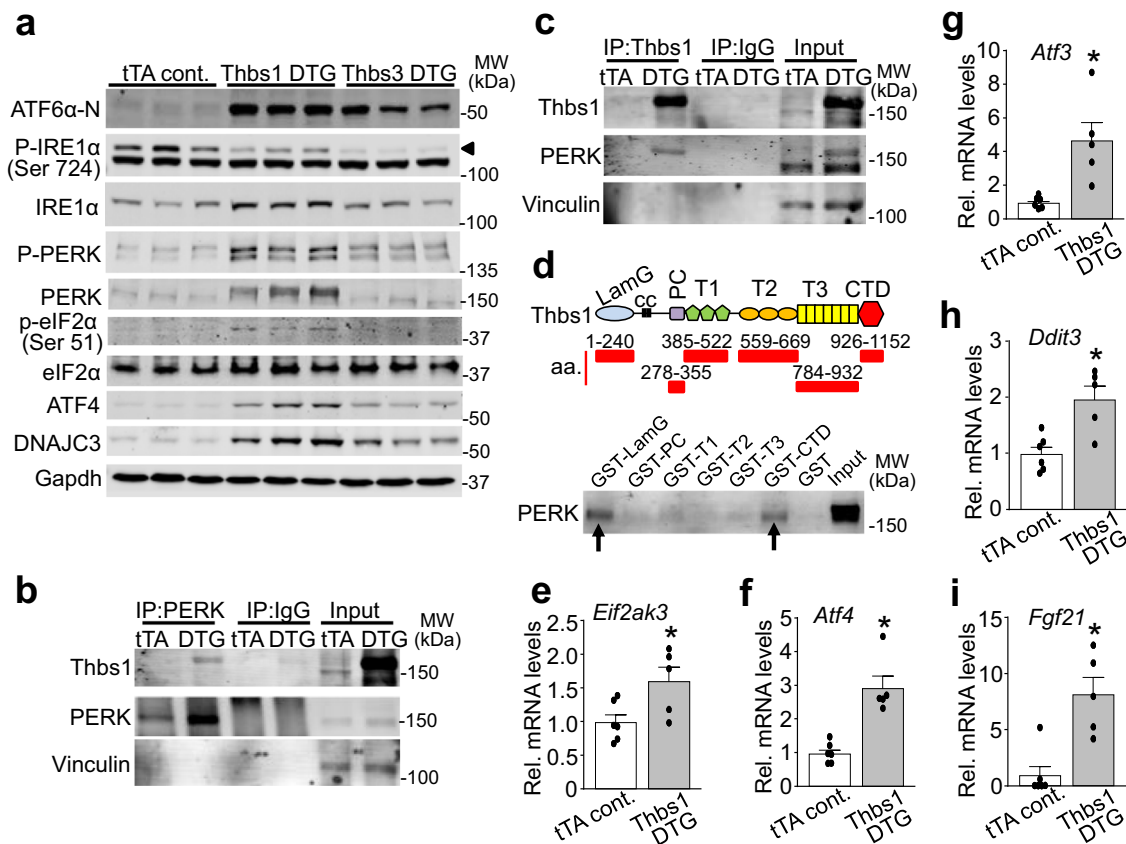 a
tTA cont. Thbs1 DTG Thbs3 DTG MW (kDa)
ATF6α-N -50
P-IRE1α (Ser 724) -100
IRE1α -100
P-PERK -135
PERK -150
p-eIF2α (Ser 51) -37
eIF2α -37
ATF4 -50
DNAJC3 -50
Gapdh -37
b
IP:PERK IP:IgG Input
tTA DTG tTA DTG tTA DTG MW (kDa)
Thbs1 -150
PERK -150
Vinculin -100
c
IP:Thbs1 IP:IgG Input
tTA DTG tTA DTG tTA DTG MW (kDa)
Thbs1 -150
PERK -150
Vinculin -100
d
LamG cc PC T1 T2 T3 CTD
Thbs1
1-240 385-522 559-669 926-1152
aa. 278-355 784-932
GST-LamG GST-PC GST-T1 GST-T2 GST-T3 GST-CTD GST Input MW (kDa)
PERK -150
e
Eif2ak3
Rel. mRNA levels
2.5
2.0
1.5
1.0
0.5
0.0
*
tTA cont. Thbs1 DTG
f
Atf4
Rel. mRNA levels
5
4
3
2
1
0
*
tTA cont. Thbs1 DTG
g
Atf3
Rel. mRNA levels
10
8
6
4
2
0
*
tTA cont. Thbs1 DTG
h
Ddit3
Rel. mRNA levels
3
2
1
0
*
tTA cont. Thbs1 DTG
i
Fgf21
Rel. mRNA levels
15
10
5
0
*
tTA cont. Thbs1 DTG